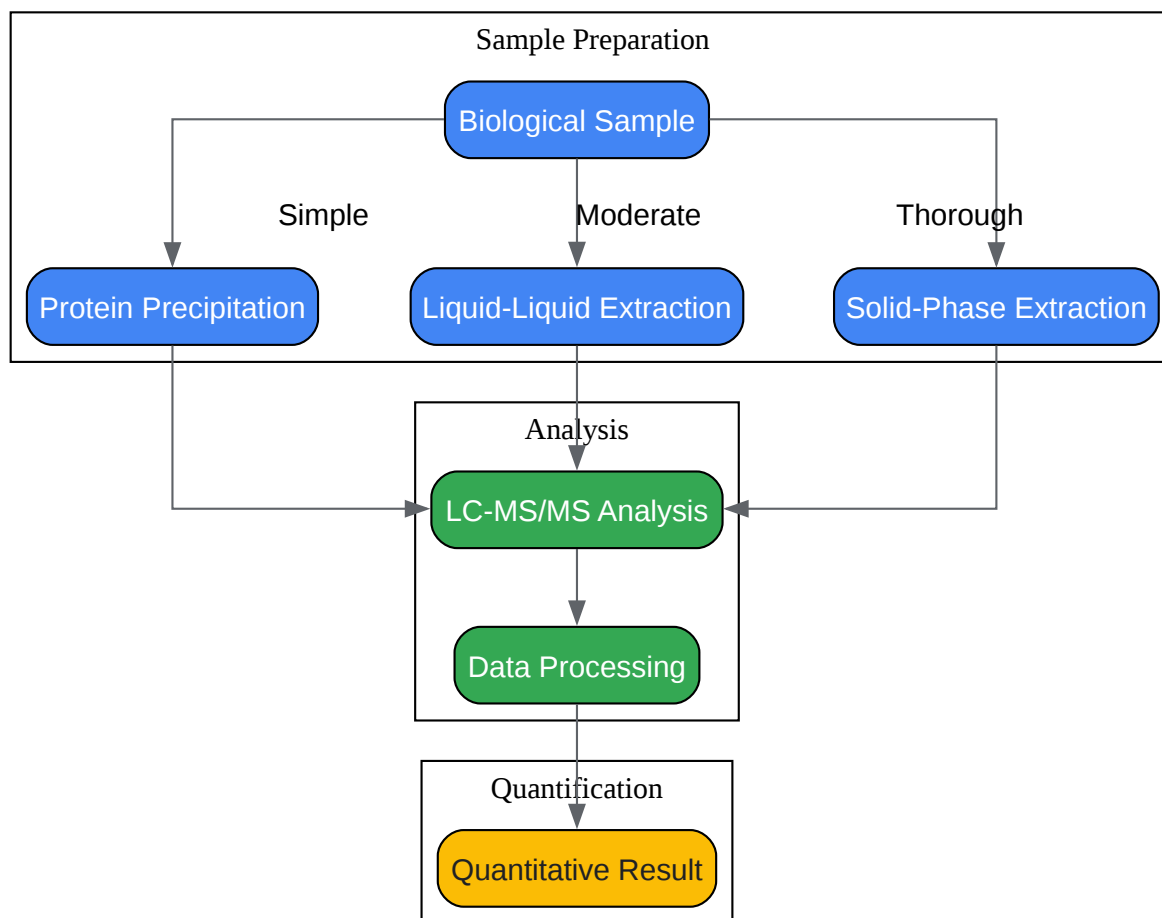 Sample Preparation
Biological Sample
Simple
Moderate
Thorough
Protein Precipitation
Liquid-Liquid Extraction
Solid-Phase Extraction
Analysis
LC-MS/MS Analysis
Data Processing
Quantification
Quantitative Result